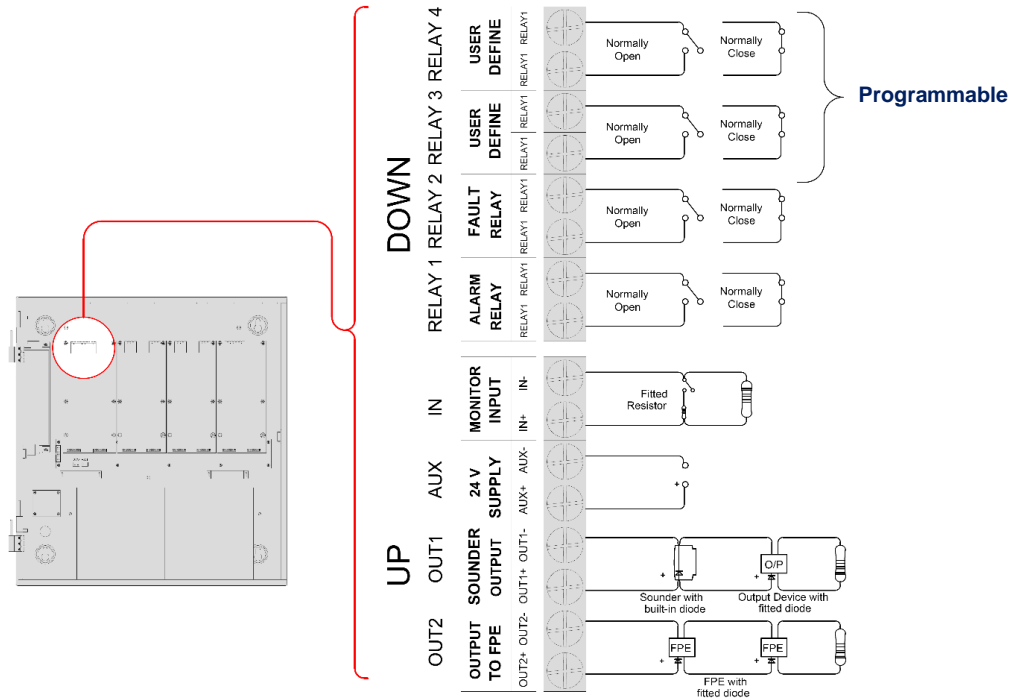 DOWN
RELAY 4
USER
DEFINE
RELAY1
RELAY1
Normally
Open
Normally
Close
Programmable
RELAY 3
USER
DEFINE
RELAY1
RELAY1
Normally
Open
Normally
Close
RELAY 2
FAULT
RELAY
RELAY1
RELAY1
Normally
Open
Normally
Close
RELAY 1
ALARM
RELAY
RELAY1
RELAY1
Normally
Open
Normally
Close
UP
IN
MONITOR
INPUT
IN-
IN+
Fitted
Resistor
AUX
24 V
SUPPLY
AUX-
AUX+
+
OUT1
SOUNDER
OUTPUT
OUT1-
OUT1+
+
Sounder with
built-in diode
O/P
+
Output Device with
fitted diode
OUT2
OUTPUT
TO FPE
OUT2-
OUT2+
FPE
+
FPE
+
FPE with
fitted diode